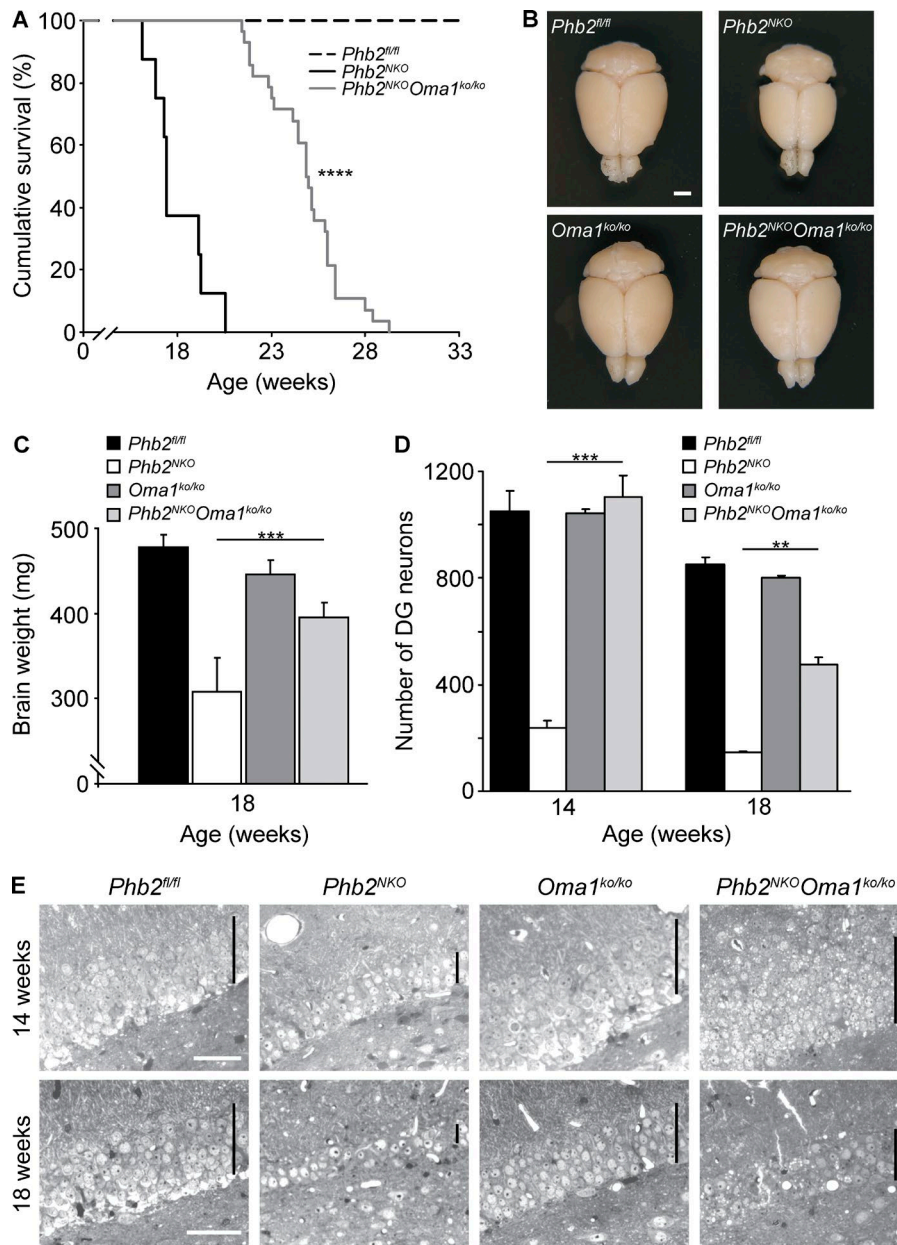 A
Cumulative survival (%)
100
80
60
40
20
0
Phb2fl/fl
Phb2NKO
Phb2NKOOma1ko/ko
****
0 18 23 28 33
Age (weeks)
B
Phb2fl/fl Phb2NKO
Oma1ko/ko Phb2NKOOma1ko/ko
C
Phb2fl/fl
Phb2NKO
Oma1ko/ko
Phb2NKOOma1ko/ko
Brain weight (mg)
500
400
300
0
***
18
Age (weeks)
D
Phb2fl/fl
Phb2NKO
Oma1ko/ko
Phb2NKOOma1ko/ko
Number of DG neurons
1200
800
400
0
***
**
14 18
Age (weeks)
E
Phb2fl/fl Phb2NKO Oma1ko/ko Phb2NKOOma1ko/ko
14 weeks
18 weeks